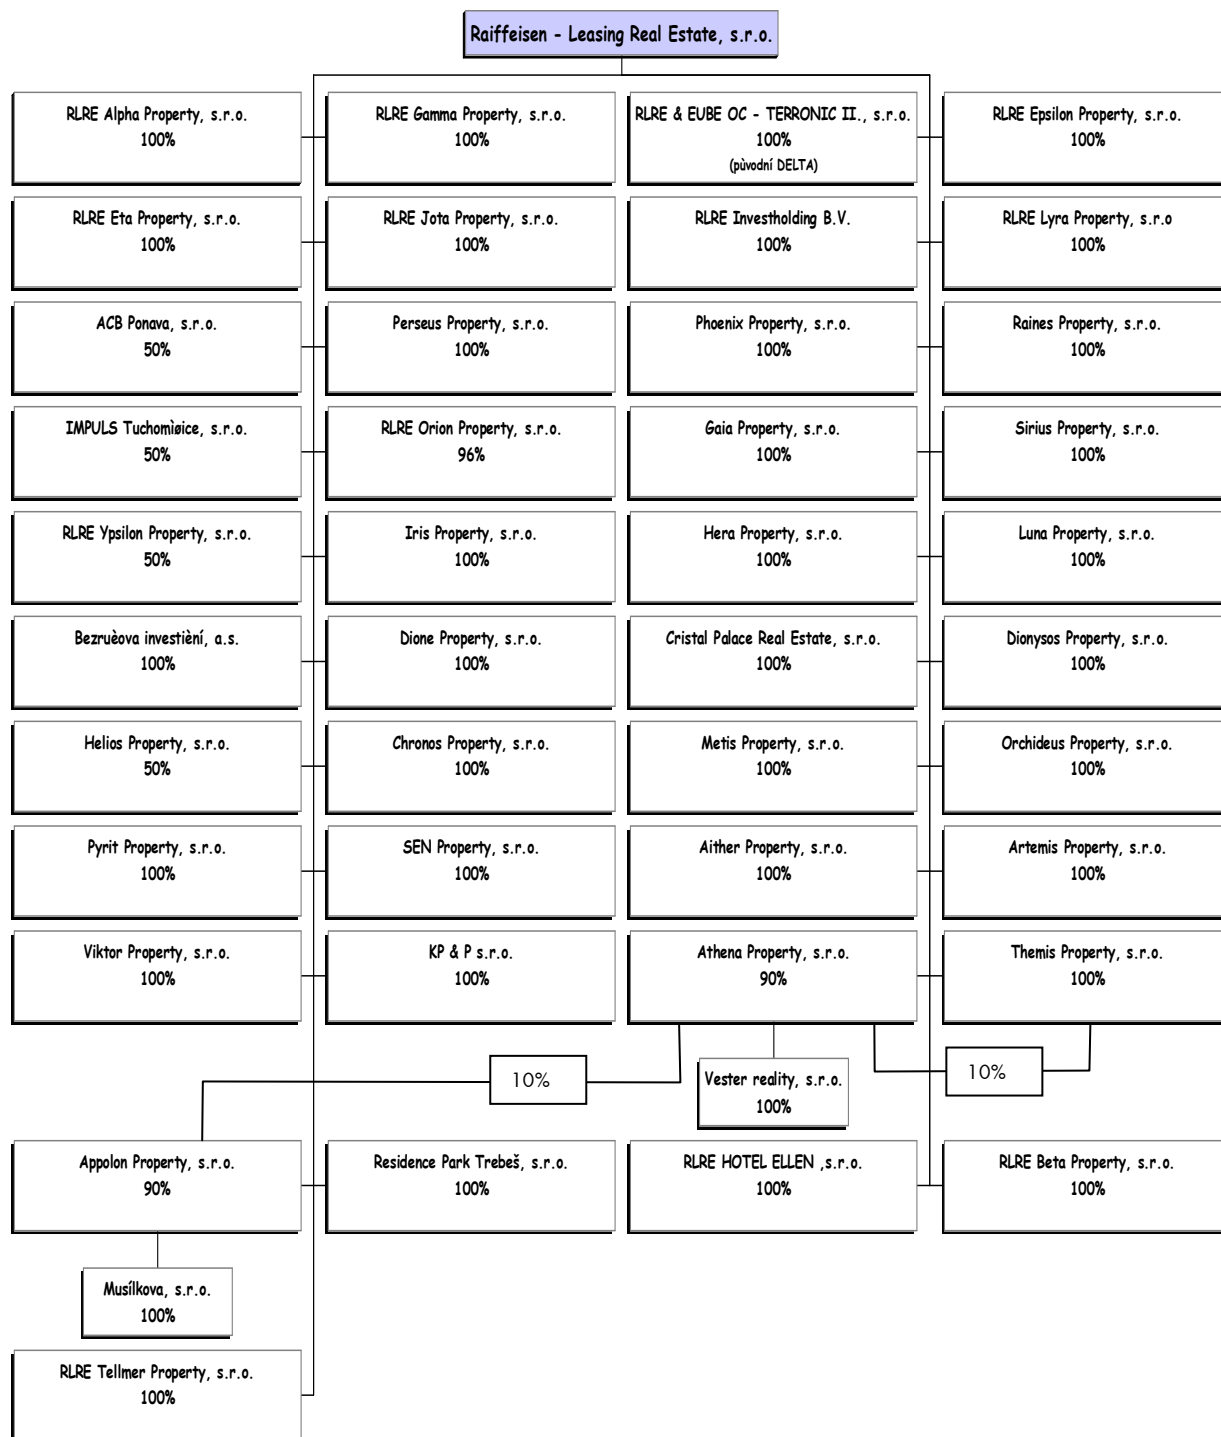 Raiffeisen - Leasing Real Estate, s.r.o.
RLRE Alpha Property, s.r.o.
100%
RLRE Gamma Property, s.r.o.
100%
RLRE & EUBE OC - TERRONIC II., s.r.o.
100%
(pùvodní DELTA)
RLRE Epsilon Property, s.r.o.
100%
RLRE Eta Property, s.r.o.
100%
RLRE Jota Property, s.r.o.
100%
RLRE Investholding B.V.
100%
RLRE Lyra Property, s.r.o
100%
ACB Ponava, s.r.o.
50%
Perseus Property, s.r.o.
100%
Phoenix Property, s.r.o.
100%
Raines Property, s.r.o.
100%
IMPULS Tuchomìøice, s.r.o.
50%
RLRE Orion Property, s.r.o.
96%
Gaia Property, s.r.o.
100%
Sirius Property, s.r.o.
100%
RLRE Ypsilon Property, s.r.o.
50%
Iris Property, s.r.o.
100%
Hera Property, s.r.o.
100%
Luna Property, s.r.o.
100%
Bezruèova investièní, a.s.
100%
Dione Property, s.r.o.
100%
Cristal Palace Real Estate, s.r.o.
100%
Dionysos Property, s.r.o.
100%
Helios Property, s.r.o.
50%
Chronos Property, s.r.o.
100%
Metis Property, s.r.o.
100%
Orchideus Property, s.r.o.
100%
Pyrit Property, s.r.o.
100%
SEN Property, s.r.o.
100%
Aither Property, s.r.o.
100%
Artemis Property, s.r.o.
100%
Viktor Property, s.r.o.
100%
KP & P s.r.o.
100%
Athena Property, s.r.o.
90%
Themis Property, s.r.o.
100%
10%
Vester reality, s.r.o.
100%
10%
Appolon Property, s.r.o.
90%
Residence Park Trebeš, s.r.o.
100%
RLRE HOTEL ELLEN ,s.r.o.
100%
RLRE Beta Property, s.r.o.
100%
Musílkova, s.r.o.
100%
RLRE Tellmer Property, s.r.o.
100%